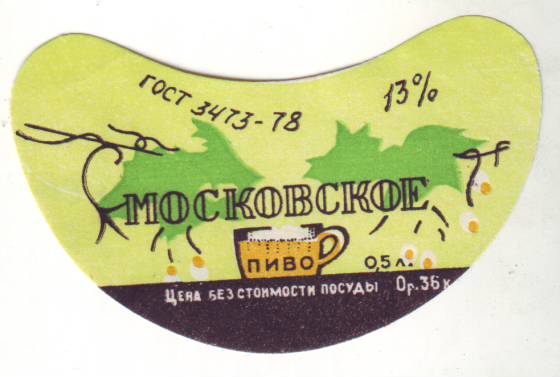 ГОСТ 3473-78
13%
МОСКОВСКОЕ
ПИВО
0,5 л.
ЦЕНА БЕЗ СТОИМОСТИ ПОСУДЫ 0р.36к